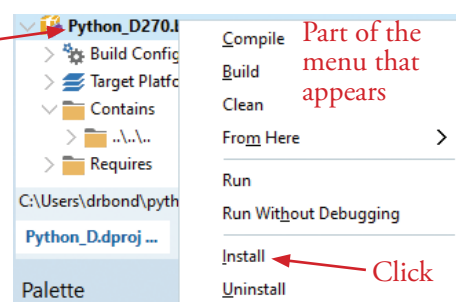 Python_D270.b
Build Config
Target Platfo
Contains
..\..\..
Requires
C:\Users\drbond\pyth
Python_D.dproj ...
Palette
Compile
Build
Clean
From Here
Run
Run Without Debugging
Install
Uninstall
Part of the
menu that
appears
Click